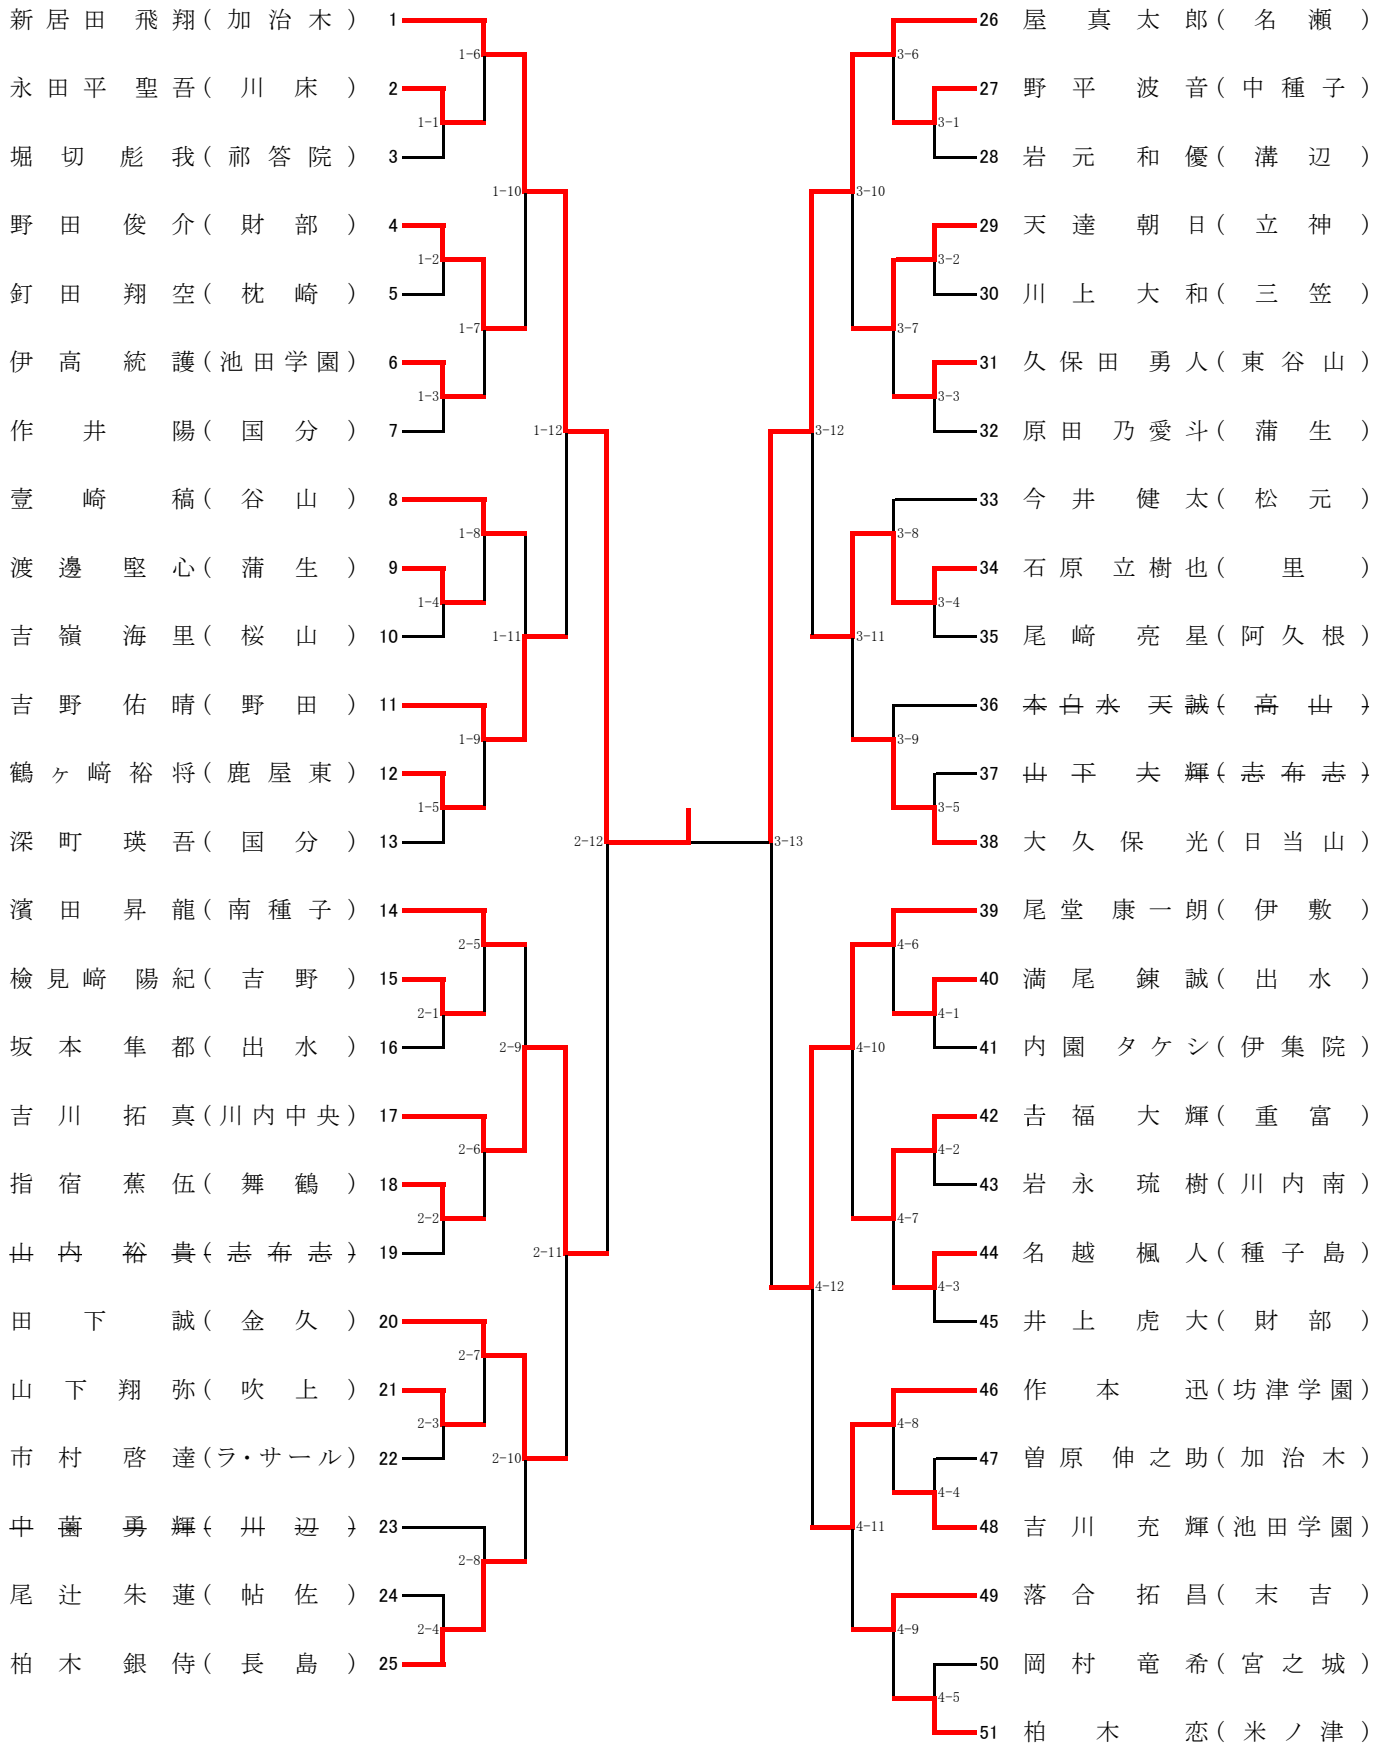 新居田 飛翔(加治木) 1
1-6
永田平 聖吾(川床) 2
1-1
堀切 彪我(祁答院) 3
1-10
野田 俊介(財部) 4
1-2
釘田 翔空(枕崎) 5
1-7
伊高 統護(池田学園) 6
1-3
作井 陽(国分) 7
1-12
壹崎 稿(谷山) 8
1-8
渡邊 堅心(蒲生) 9
1-4
吉嶺 海里(桜山) 10
1-11
吉野 佑晴(野田) 11
1-9
鶴ヶ﨑 裕将(鹿屋東) 12
1-5
深町 瑛吾(国分) 13
2-12
濱田 昇龍(南種子) 14
2-5
檢見﨑 陽紀(吉野) 15
2-1
坂本 隼都(出水) 16
2-9
吉川 拓真(川内中央) 17
2-6
指宿 蕉伍(舞鶴) 18
2-2
山内 裕貴(志布志) 19
2-11
田下 誠(金久) 20
2-7
山下 翔弥(吹上) 21
2-3
市村 啓達(ラ・サール) 22
2-10
中薗 勇輝(川辺) 23
2-8
尾辻 朱蓮(帖佐) 24
2-4
柏木 銀侍(長島) 25
26 屋 真太郎(名瀬)
3-6
27 野平 波音(中種子)
3-1
28 岩元 和優(溝辺)
3-10
29 天達 朝日(立神)
3-2
30 川上 大和(三笠)
3-7
31 久保田 勇人(東谷山)
3-3
32 原田 乃愛斗(蒲生)
3-12
33 今井 健太(松元)
3-8
34 石原 立樹也(里)
3-4
35 尾﨑 亮星(阿久根)
3-11
36 本白水 天誠(高山)
3-9
37 山下 大輝(志布志)
3-5
38 大久保 光(日当山)
3-13
39 尾堂 康一朗(伊敷)
4-6
40 満尾 錬誠(出水)
4-1
41 内園 タケシ(伊集院)
4-10
42 𠮷福 大輝(重富)
4-2
43 岩永 琉樹(川内南)
4-7
44 名越 楓人(種子島)
4-3
45 井上 虎大(財部)
4-12
46 作本 迅(坊津学園)
4-8
47 曽原 伸之助(加治木)
4-4
48 吉川 充輝(池田学園)
4-11
49 落合 拓昌(末吉)
4-9
50 岡村 竜希(宮之城)
4-5
51 柏木 恋(米ノ津)